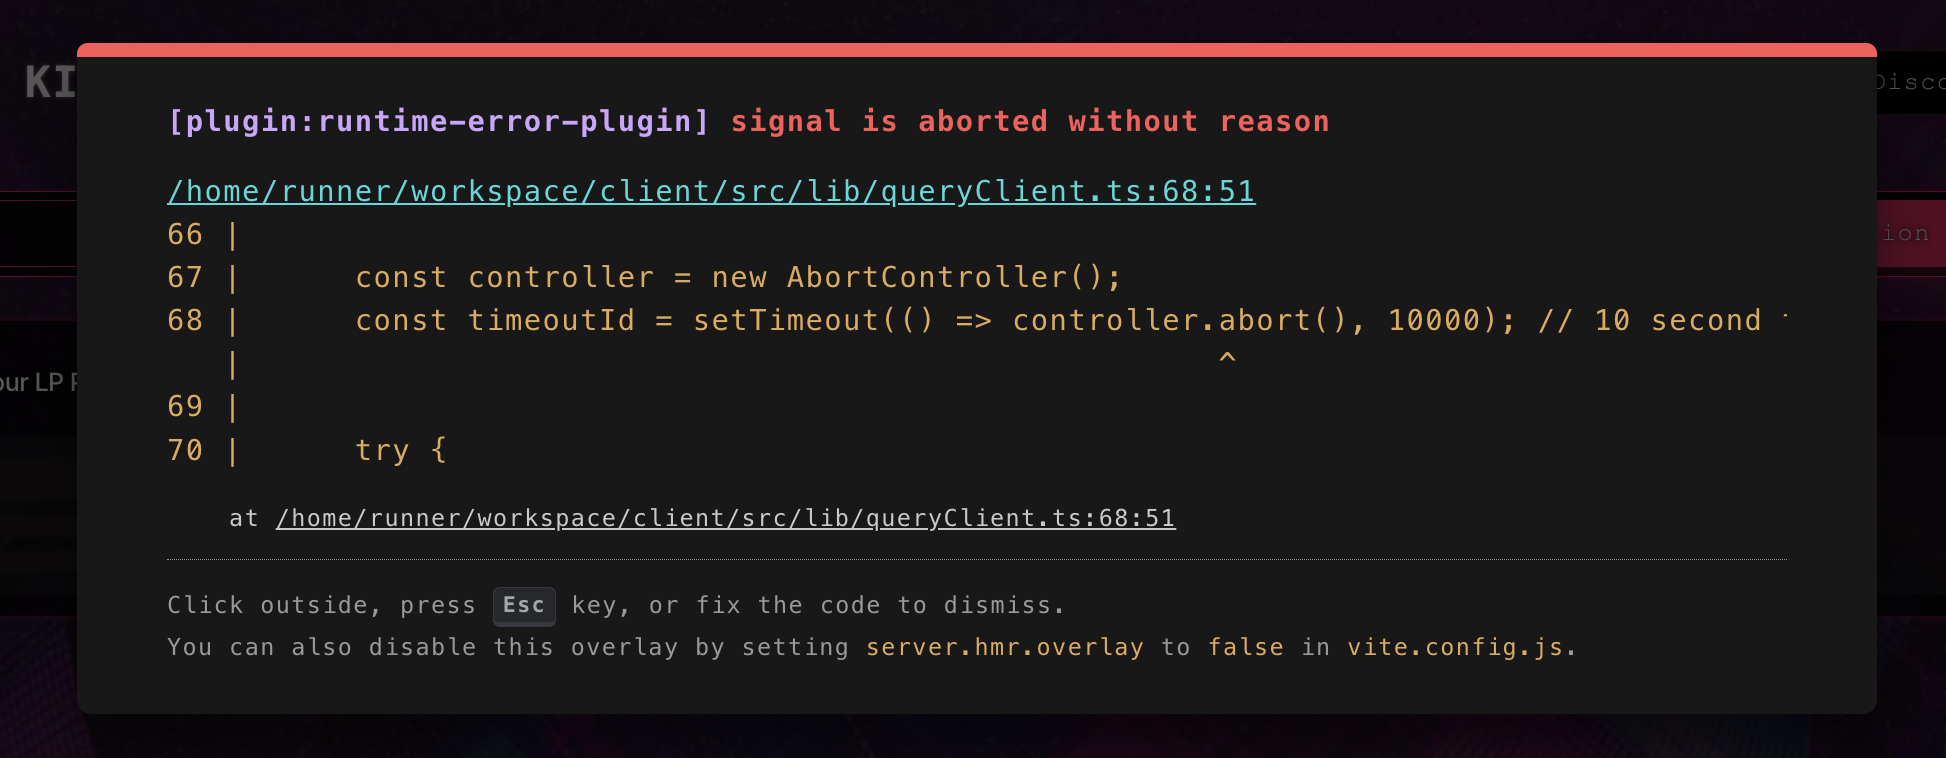 KI
Disco
[plugin:runtime-error-plugin] signal is aborted without reason
/home/runner/workspace/client/src/lib/queryClient.ts:68:51
66 |
ion
67 |      const controller = new AbortController();
68 |      const timeoutId = setTimeout(() => controller.abort(), 10000); // 10 second
   |                                                    ^
our LP
69 |
70 |      try {
at /home/runner/workspace/client/src/lib/queryClient.ts:68:51
Click outside, press Esc key, or fix the code to dismiss.
You can also disable this overlay by setting server.hmr.overlay to false in vite.config.js.